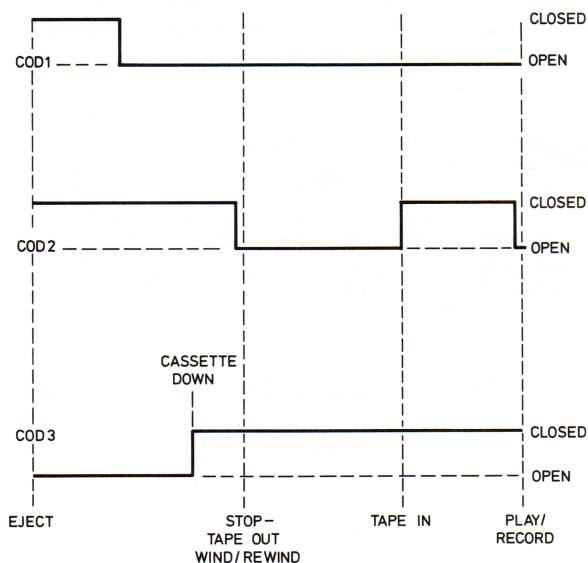 CLOSED
COD1
OPEN
CLOSED
COD2
OPEN
CASSETTE
DOWN
COD3
CLOSED
OPEN
EJECT
STOP-
TAPE OUT
WIND/REWIND
TAPE IN
PLAY/
RECORD